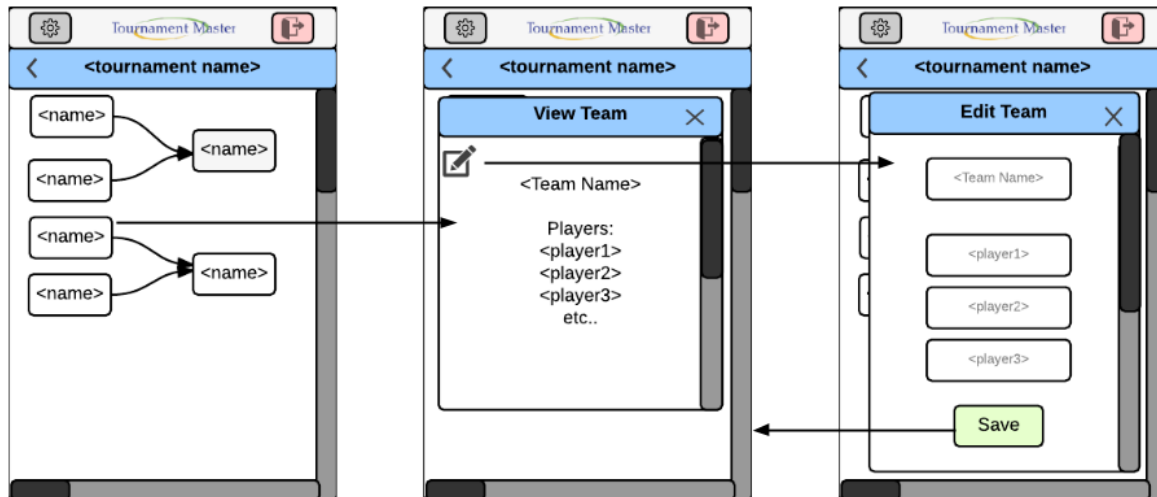 Tournament Master
<tournament name>
<name>
<name>
<name>
<name>
<name>
<name>
Tournament Master
<tournament name>
View Team
<Team Name>
Players:
<player1>
<player2>
<player3>
etc..
Tournament Master
<tournament name>
Edit Team
<Team Name>
<player1>
<player2>
<player3>
Save